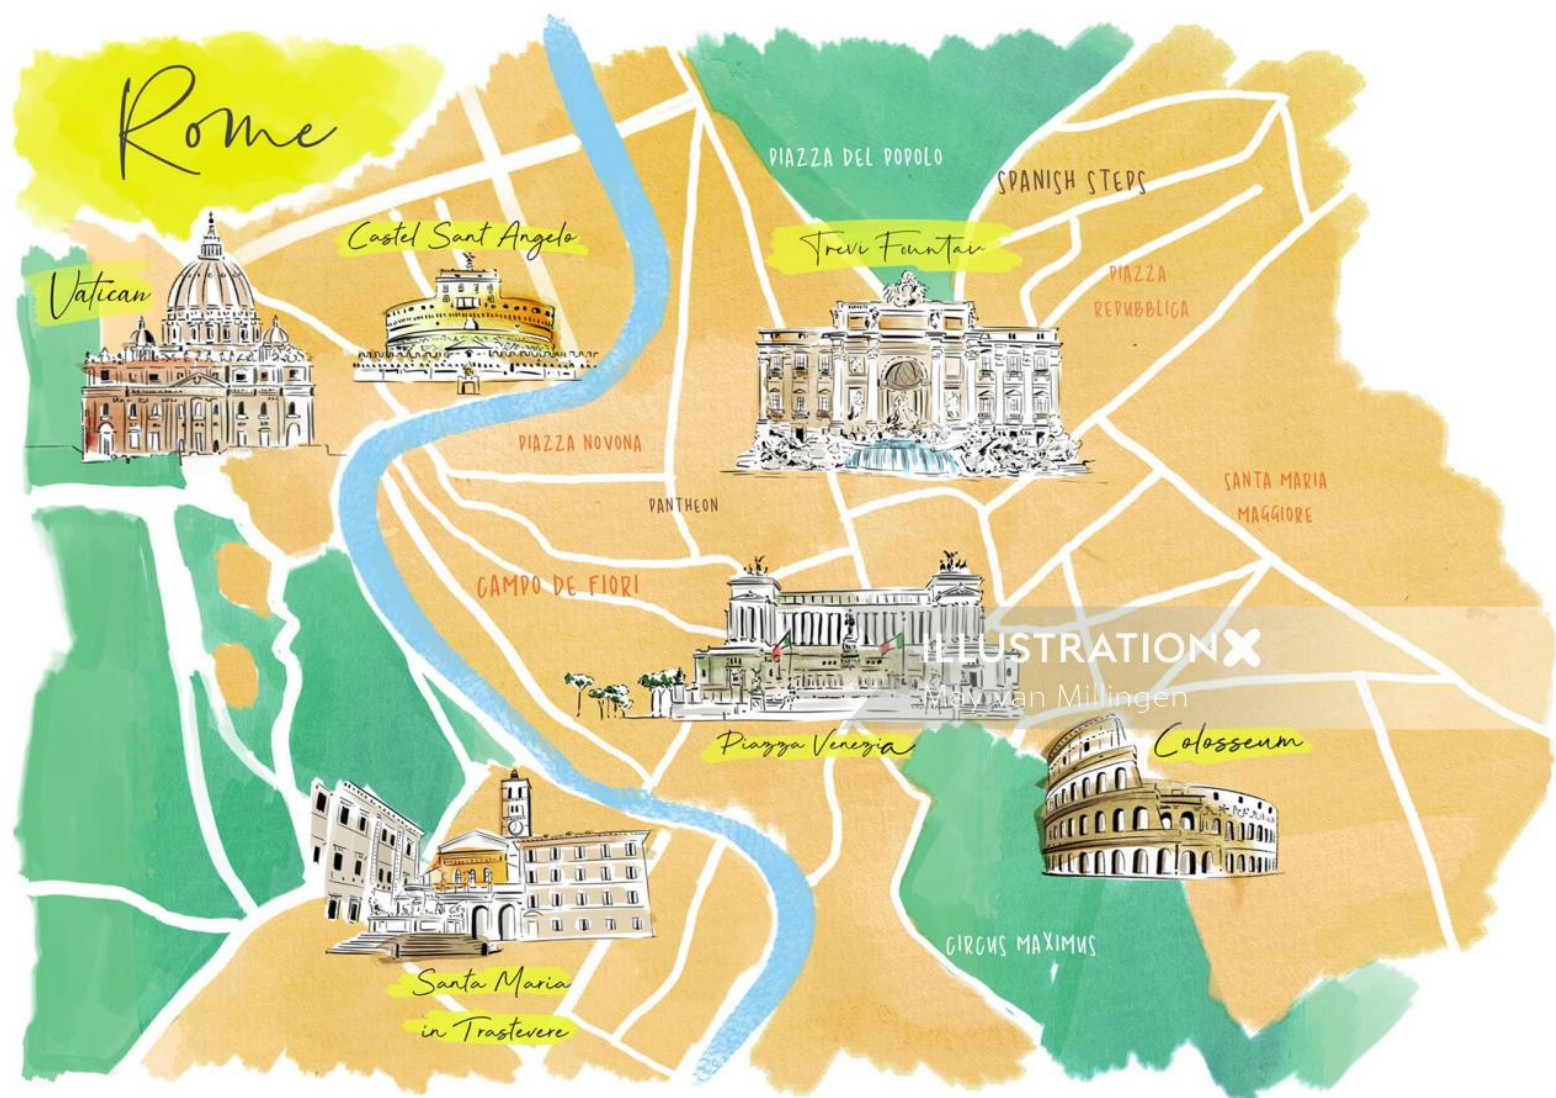 Rome
PIAZZA DEL POPOLO
SPANISH STEPS
Castel Sant Angelo
Trevi Fountain
Vatican
PIAZZA
REPUBBLICA
PIAZZA NOVONA
PANTHEON
SANTA MARIA
MAGGIORE
CAMPO DE FIORI
ILLUSTRATIONX
May van Millingen
Piazza Venezia
Colosseum
CIRCUS MAXIMUS
Santa Maria
in Trastevere